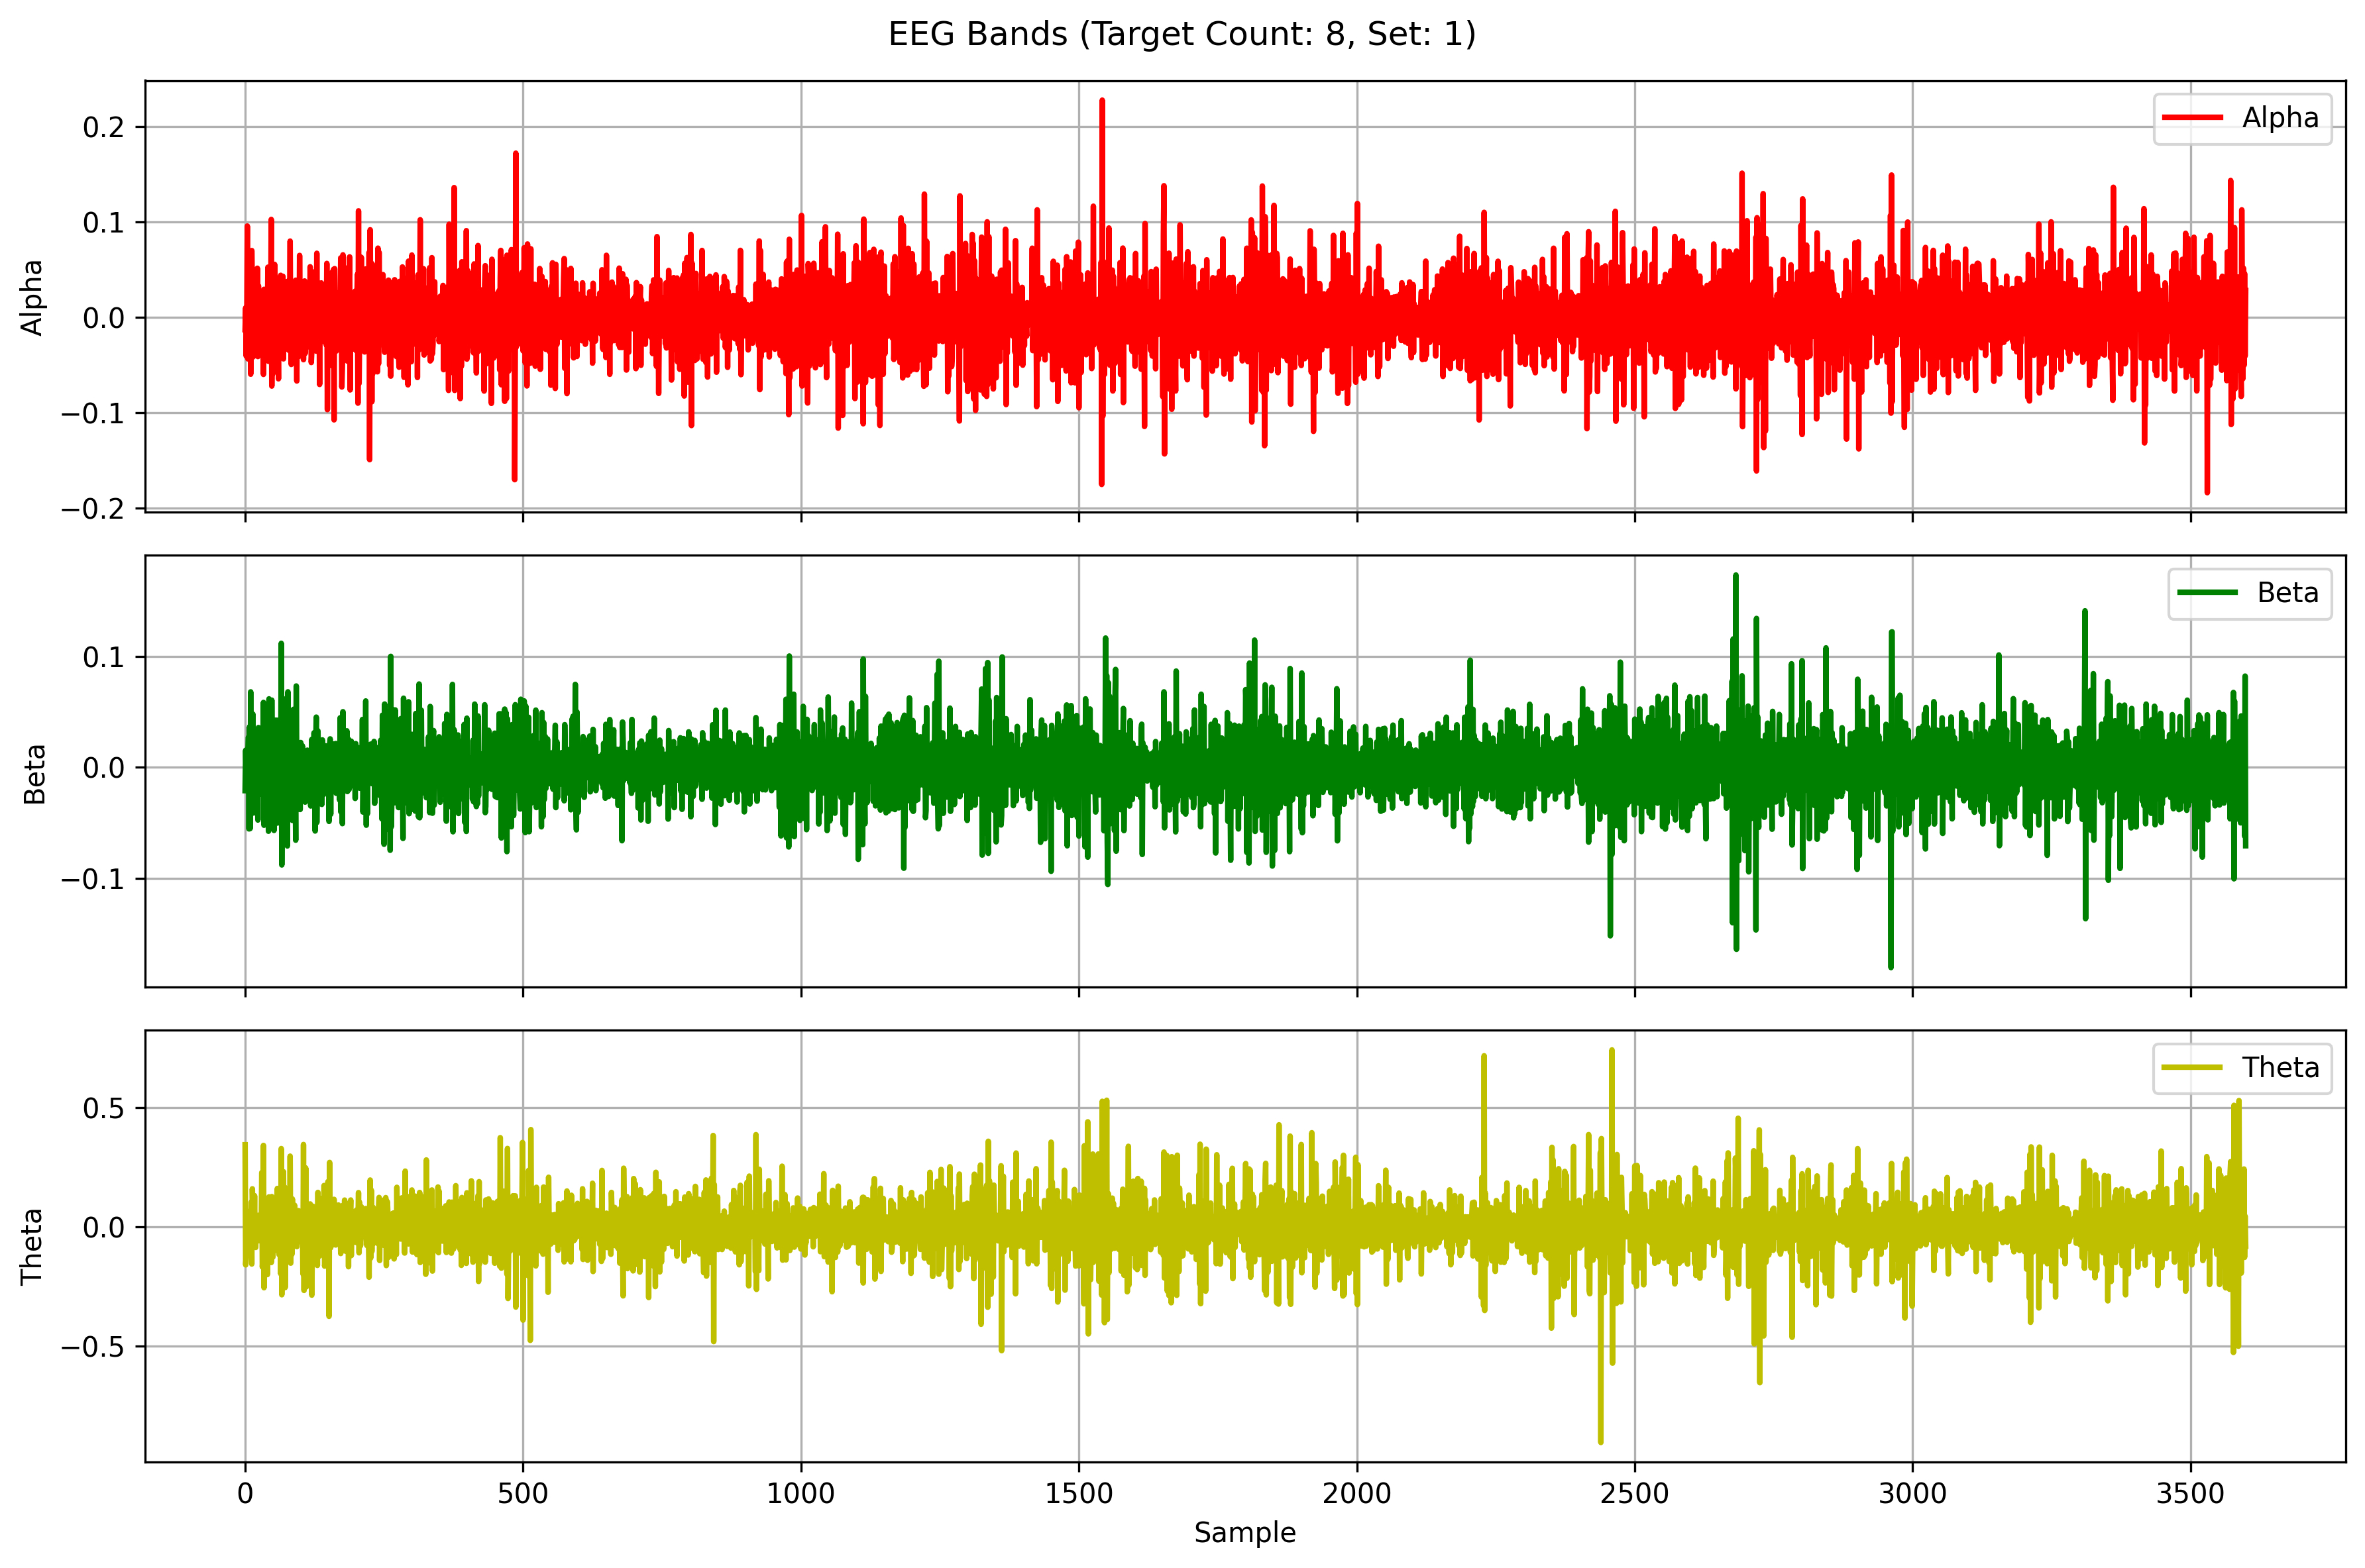 EEG Bands (Target Count: 8, Set: 1)
Alpha
0.2
0.1
0.0
−0.1
−0.2
Alpha
Beta
0.1
0.0
−0.1
Beta
Theta
0.5
0.0
−0.5
Theta
0 500 1000 1500 2000 2500 3000 3500
Sample